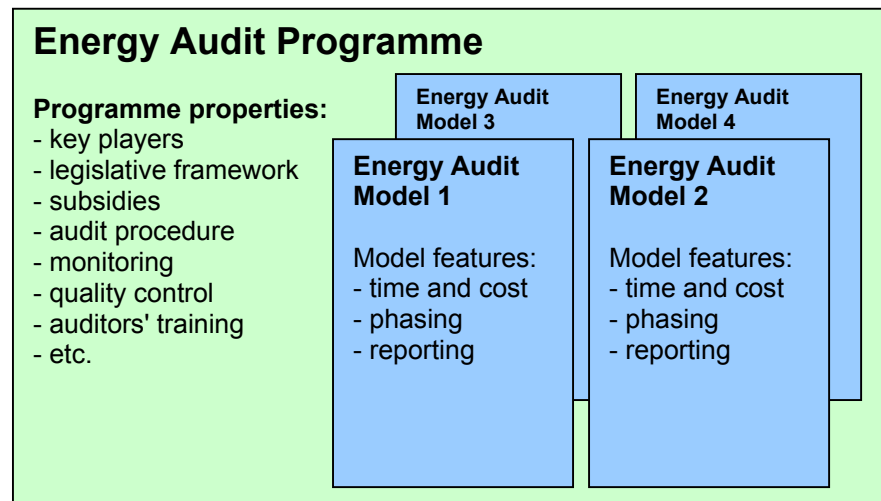 Energy Audit Programme
Programme properties:
- key players
- legislative framework
- subsidies
- audit procedure
- monitoring
- quality control
- auditors' training
- etc.
Energy Audit
Model 3
Energy Audit
Model 4
Energy Audit
Model 1
Model features:
- time and cost
- phasing
- reporting
Energy Audit
Model 2
Model features:
- time and cost
- phasing
- reporting